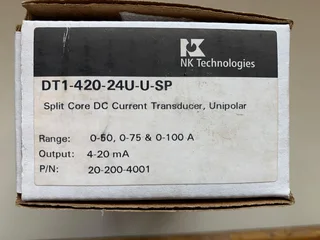 NK Technologies
DT1-420-24U-U-SP
Split Core DC Current Transducer, Unipolar
Range: 0-50, 0-75 & 0-100 A
Output: 4-20 mA
P/N: 20-200-4001